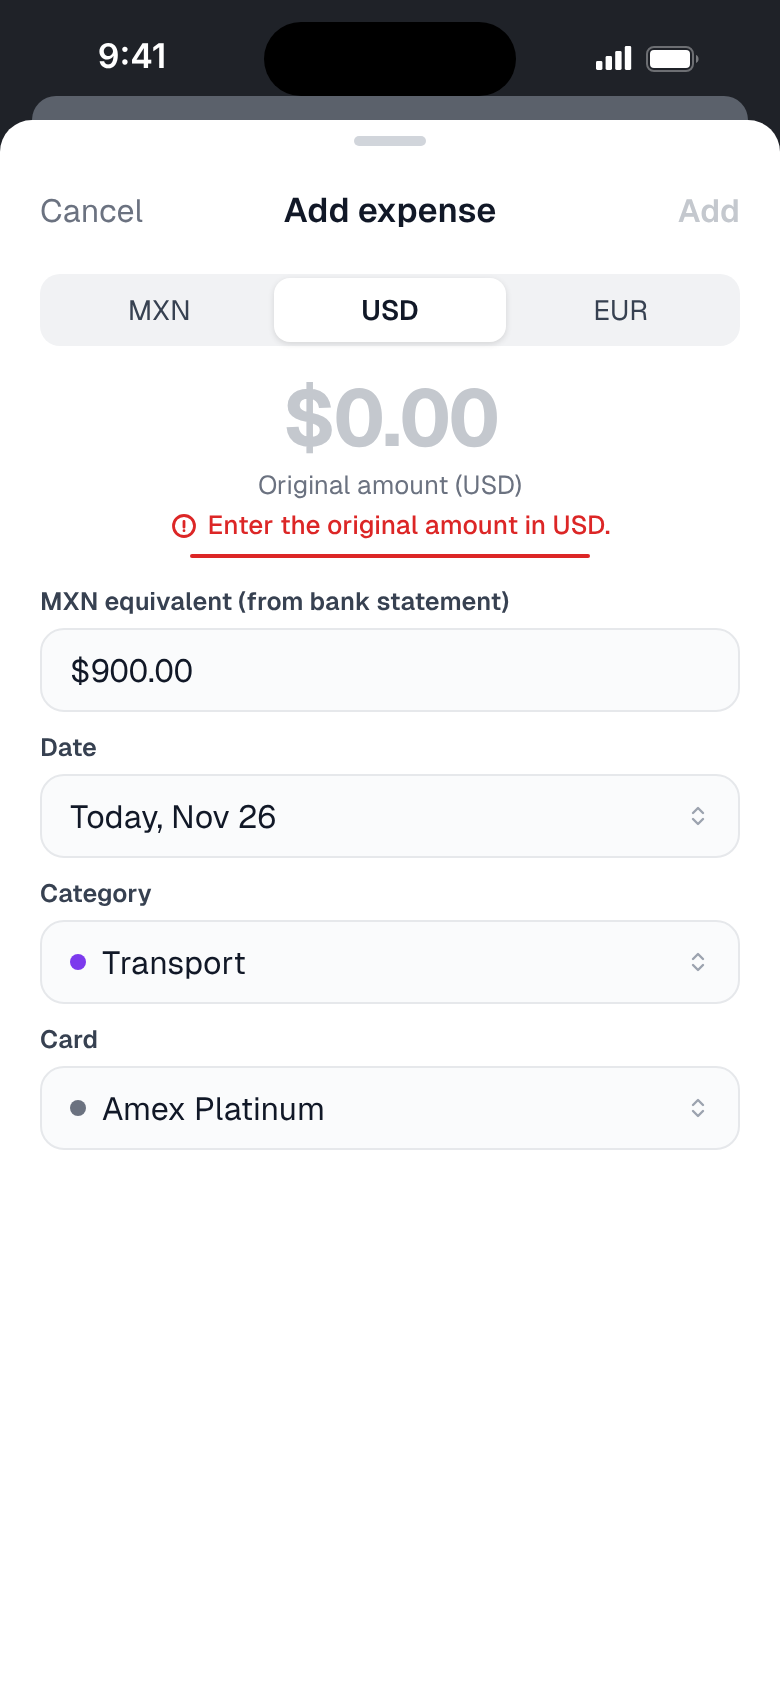 9:41
Cancel Add expense Add
MXN USD EUR
$0.00
Original amount (USD)
Enter the original amount in USD.
MXN equivalent (from bank statement)
$900.00
Date
Today, Nov 26
Category
Transport
Card
Amex Platinum